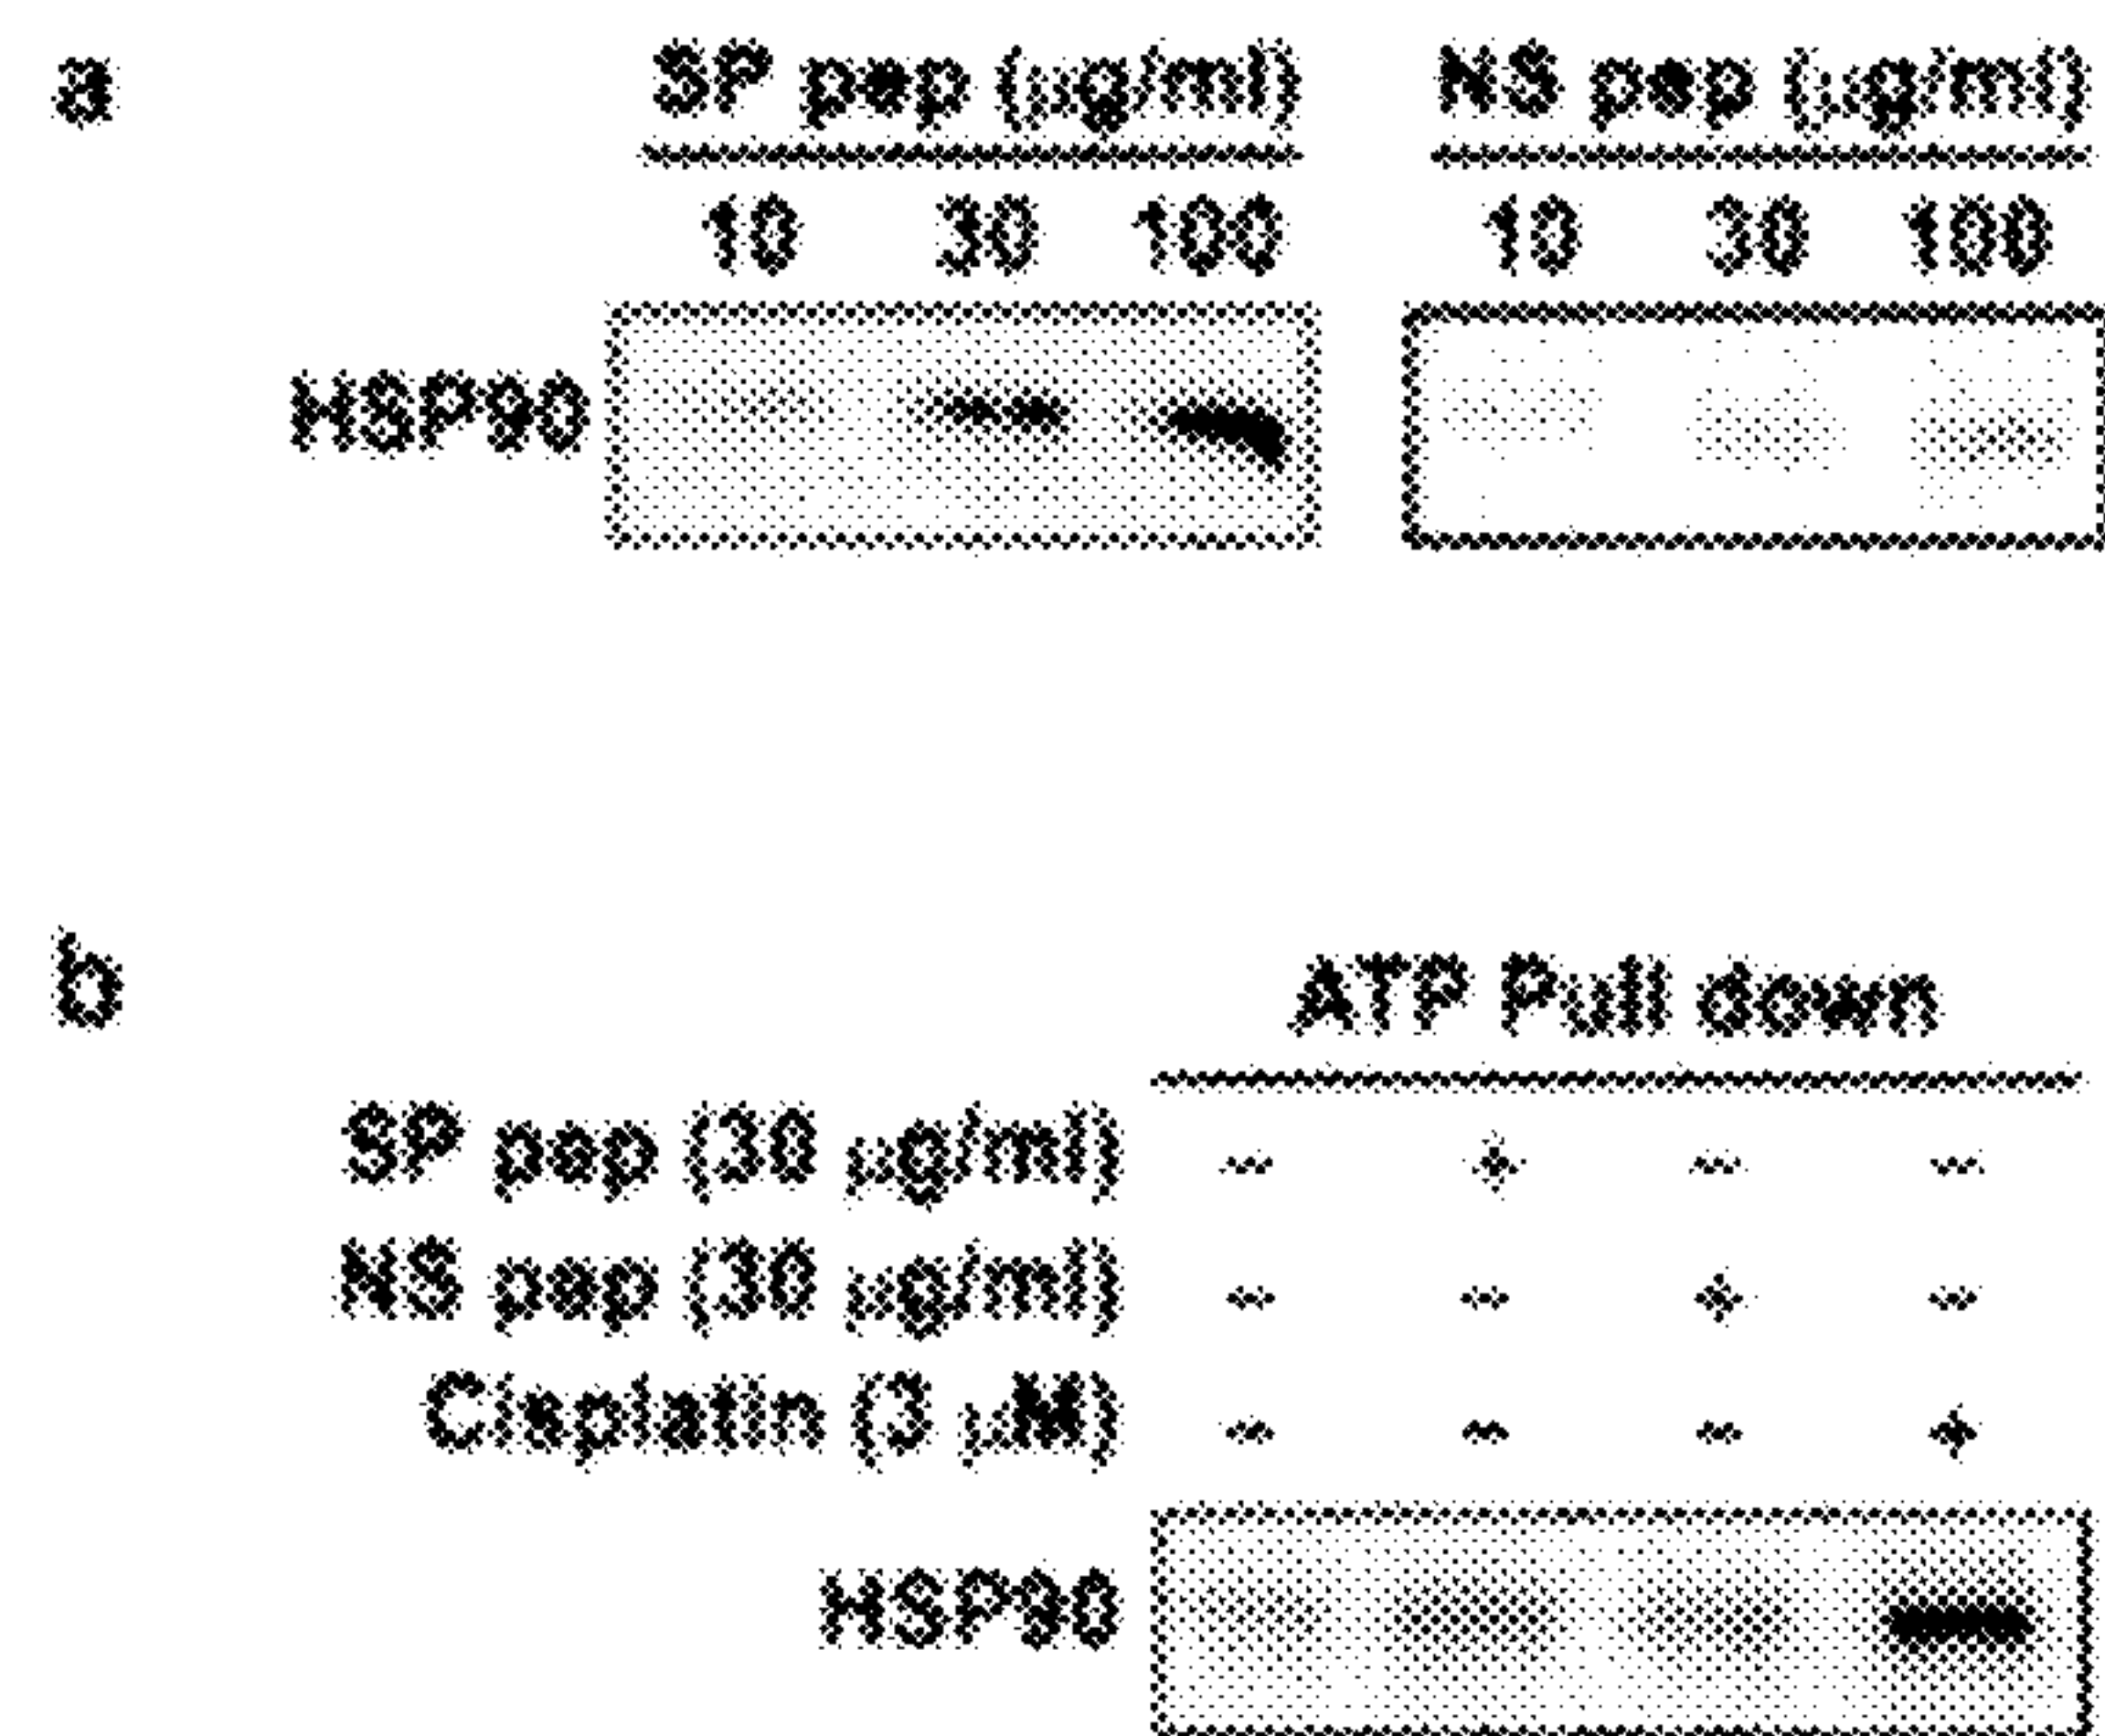 a
SP pep (µg/ml) NS pep (µg/ml)
10 30 100 10 30 100
HSP90
b
ATP Pull down
SP pep (30 µg/ml) - + - -
NS pep (30 µg/ml) - - + -
Cisplatin (3 µM) - - - +
HSP90